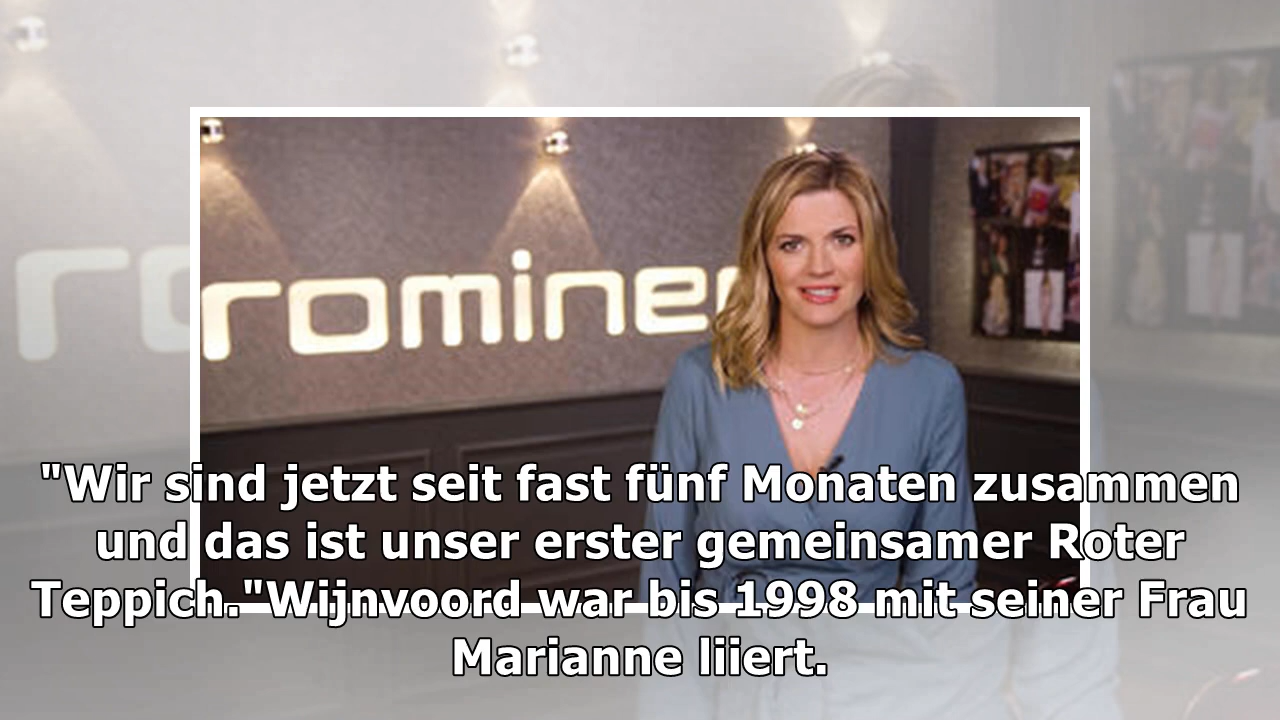 rominen
"Wir sind jetzt seit fast fünf Monaten zusammen
und das ist unser erster gemeinsamer Roter
Teppich."Wijnvoord war bis 1998 mit seiner Frau
Marianne liiert.